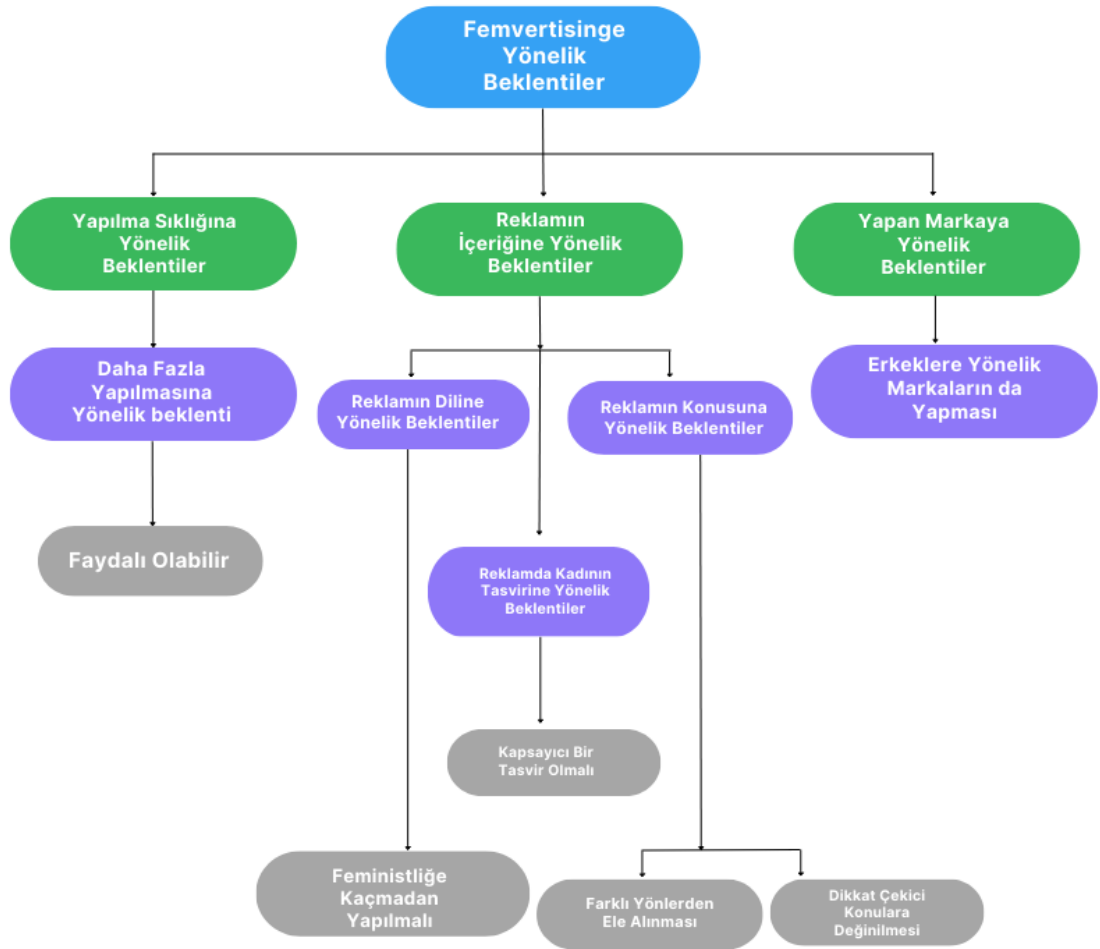 Femvertisinge
Yönelik
Beklentiler
Yapılma Sıklığına
Yönelik
Beklentiler
Reklamın
İçeriğine Yönelik
Beklentiler
Yapan Markaya
Yönelik
Beklentiler
Daha Fazla
Yapılmasına
Yönelik beklenti
Reklamın Diline
Yönelik Beklentiler
Reklamın Konusuna
Yönelik Beklentiler
Erkeklere Yönelik
Markaların da
Yapması
Faydalı Olabilir
Reklamda Kadının
Tasvirine Yönelik
Beklentiler
Kapsayıcı Bir
Tasvir Olmalı
Feministliğe
Kaçmadan
Yapılmalı
Farklı Yönlerden
Ele Alınması
Dikkat Çekici
Konulara
Değinilmesi